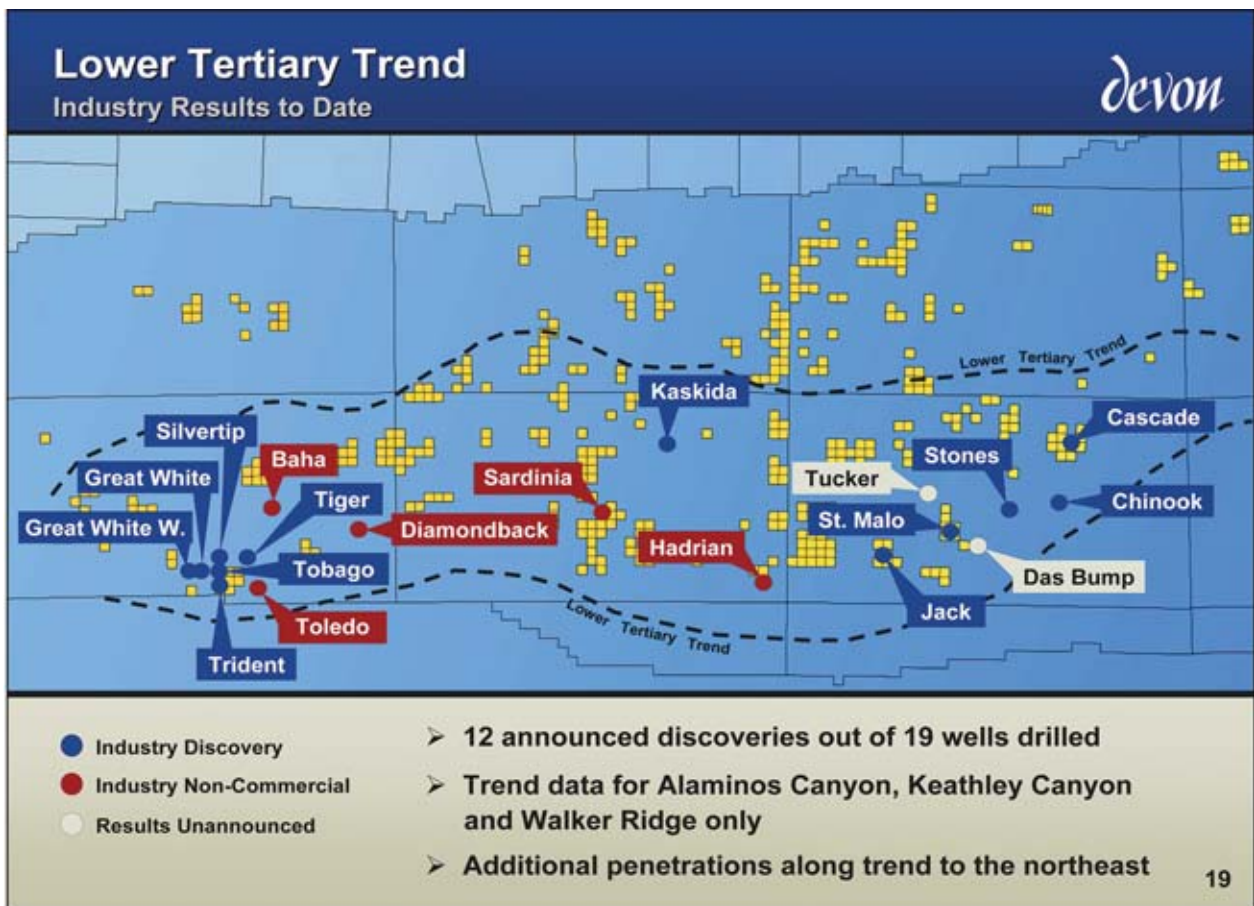 Lower Tertiary Trend
Industry Results to Date
devon
Lower Tertiary Trend
Kaskida
Silvertip
Cascade
Baha
Stones
Great White
Sardinia
Tucker
Tiger
Chinook
Great White W.
Diamondback
St. Malo
Hadrian
Tobago
Das Bump
Jack
Toledo
Lower Tertiary Trend
Trident
Industry Discovery
Industry Non-Commercial
Results Unannounced
➢ 12 announced discoveries out of 19 wells drilled
➢ Trend data for Alaminos Canyon, Keathley Canyon
and Walker Ridge only
➢ Additional penetrations along trend to the northeast
19